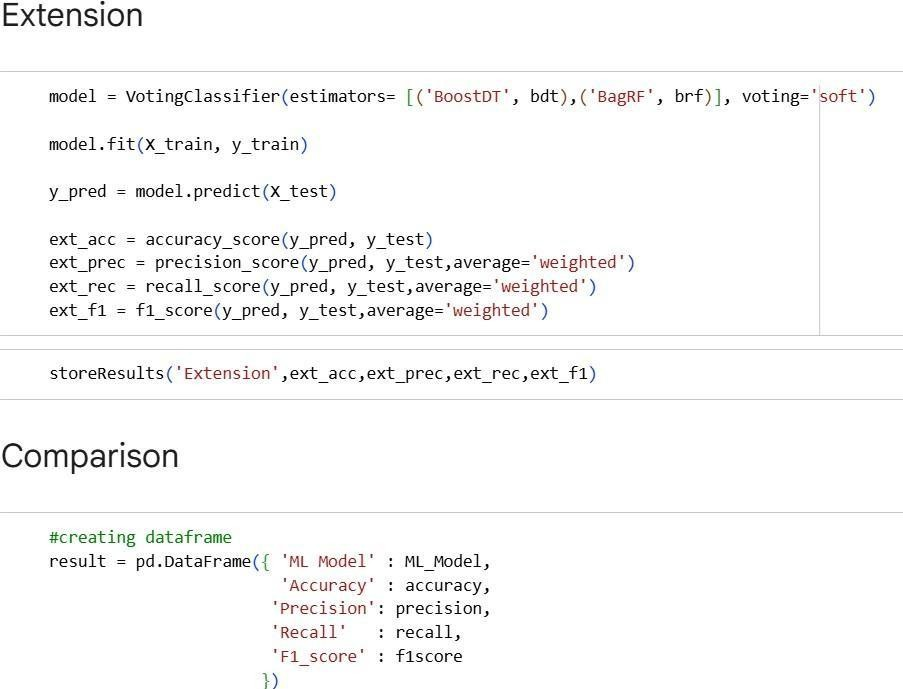 Extension
model = VotingClassifier(estimators= [('BoostDT', bdt),('BagRF', brf)], voting='soft')
model.fit(X_train, y_train)
y_pred = model.predict(X_test)
ext_acc = accuracy_score(y_pred, y_test)
ext_prec = precision_score(y_pred, y_test,average='weighted')
ext_rec = recall_score(y_pred, y_test,average='weighted')
ext_f1 = f1_score(y_pred, y_test,average='weighted')
storeResults('Extension',ext_acc,ext_prec,ext_rec,ext_f1)
Comparison
#creating dataframe
result = pd.DataFrame({ 'ML Model' : ML_Model,
'Accuracy' : accuracy,
'Precision': precision,
'Recall'   : recall,
'F1_score' : f1score
})